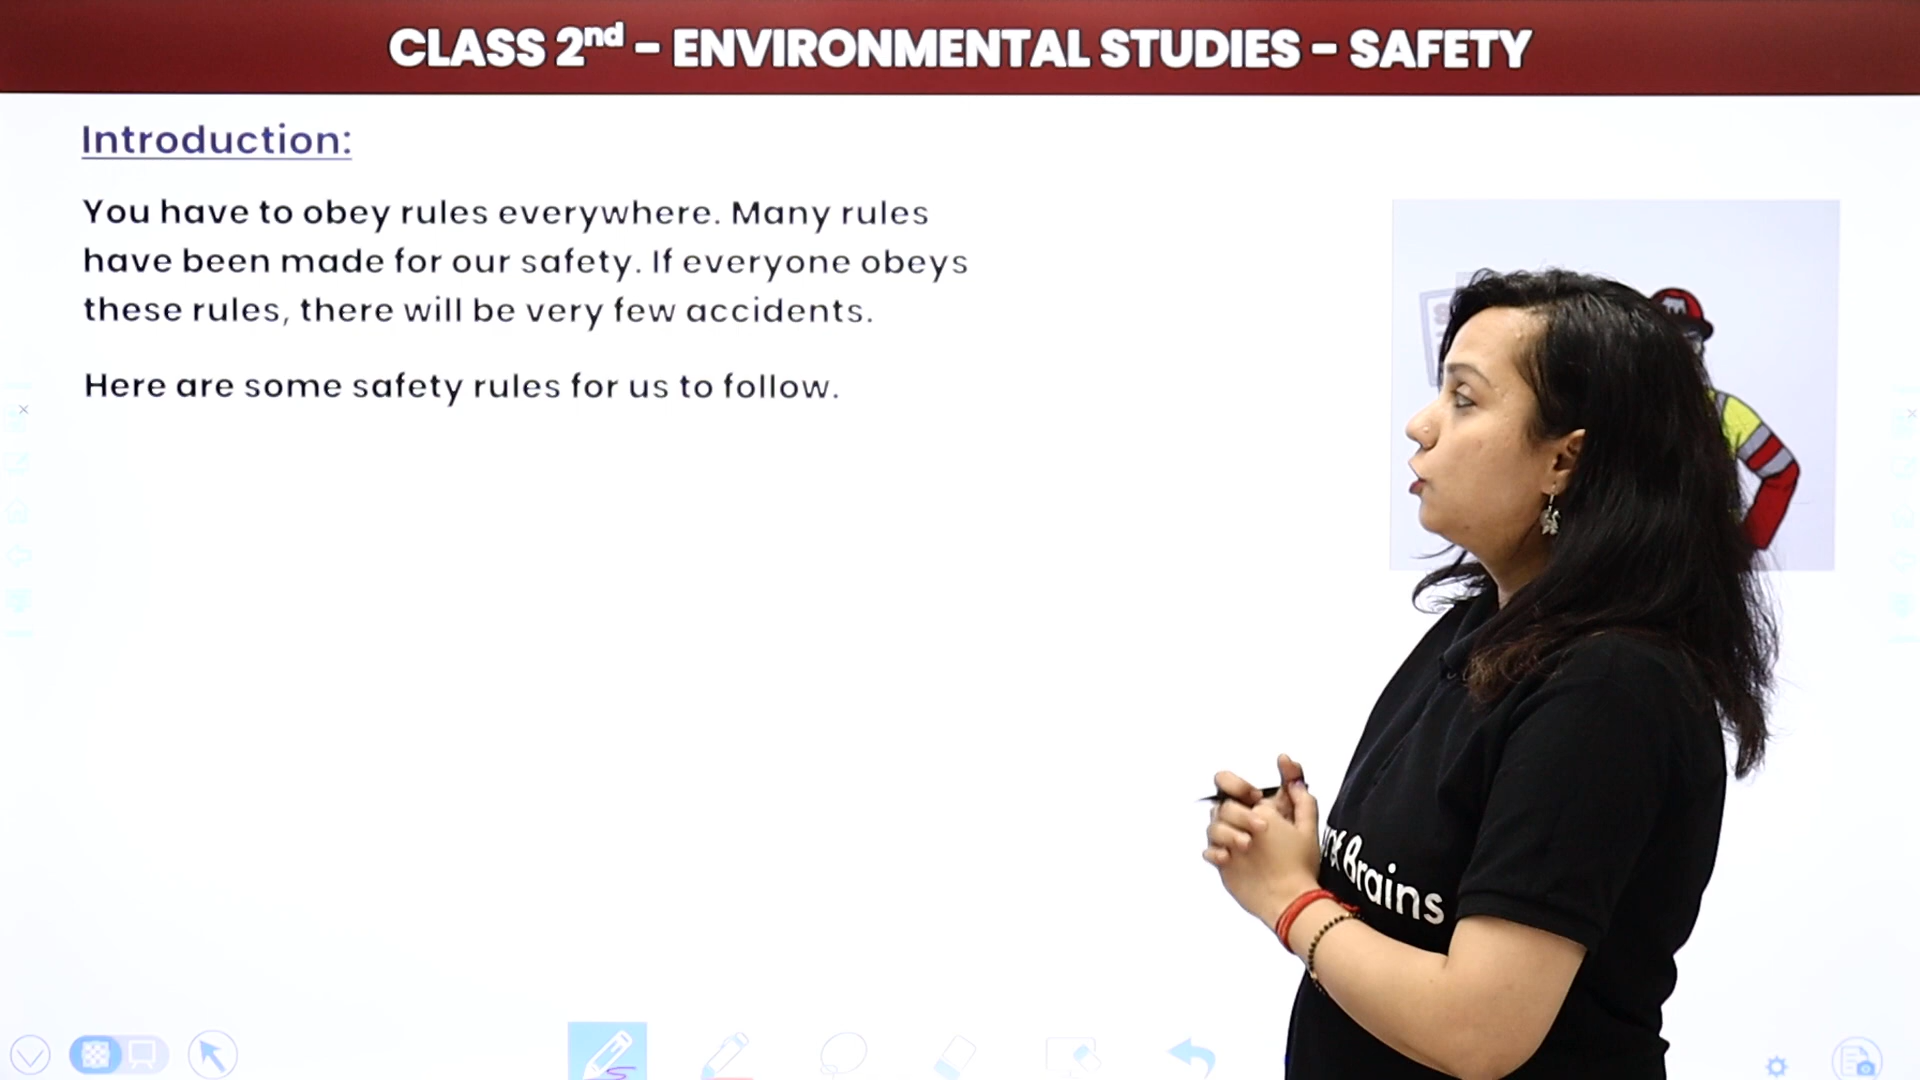 CLASS 2nd - ENVIRONMENTAL STUDIES - SAFETY
Introduction:
You have to obey rules everywhere. Many rules
have been made for our safety. If everyone obeys
these rules, there will be very few accidents.
Here are some safety rules for us to follow.
Brains